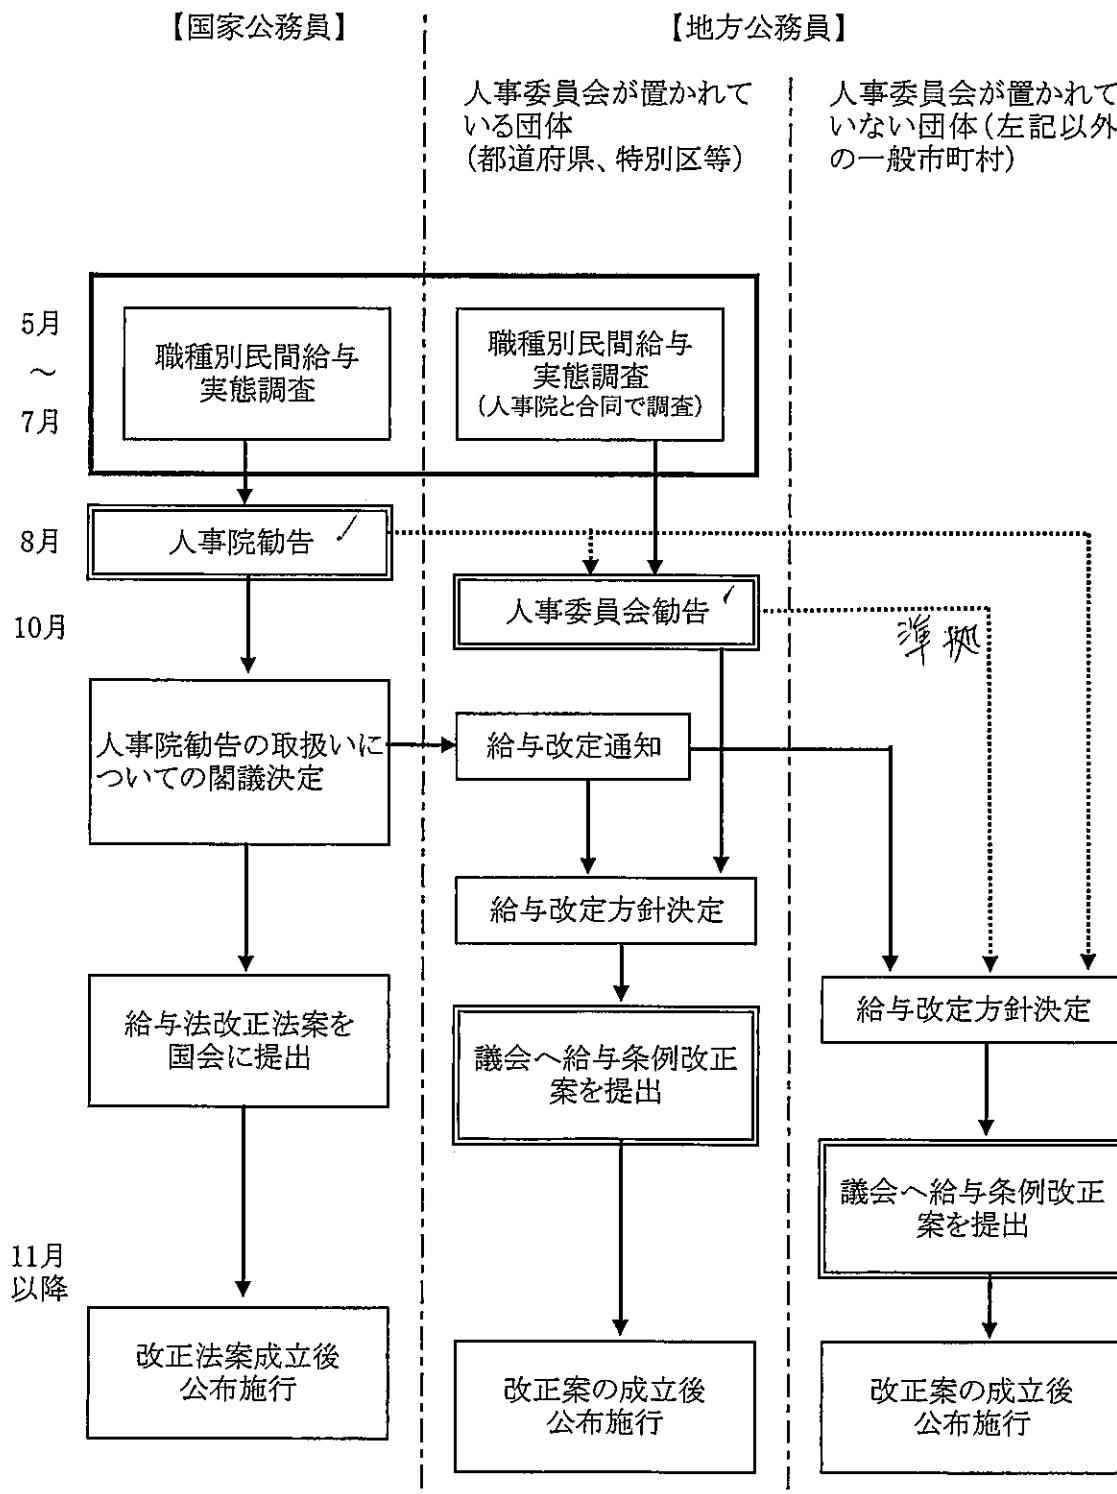 【国家公務員】
【地方公務員】
人事委員会が置かれて
いる団体
(都道府県、特別区等)
人事委員会が置かれて
いない団体(左記以外
の一般市町村)
5月
～
7月
職種別民間給与
実態調査
職種別民間給与
実態調査
(人事院と合同で調査)
8月
人事院勧告
10月
人事委員会勧告
準拠
人事院勧告の取扱いに
ついての閣議決定
給与改定通知
給与改定方針決定
給与法改正法案を
国会に提出
議会へ給与条例改正
案を提出
給与改定方針決定
議会へ給与条例改正
案を提出
11月
以降
改正法案成立後
公布施行
改正案の成立後
公布施行
改正案の成立後
公布施行